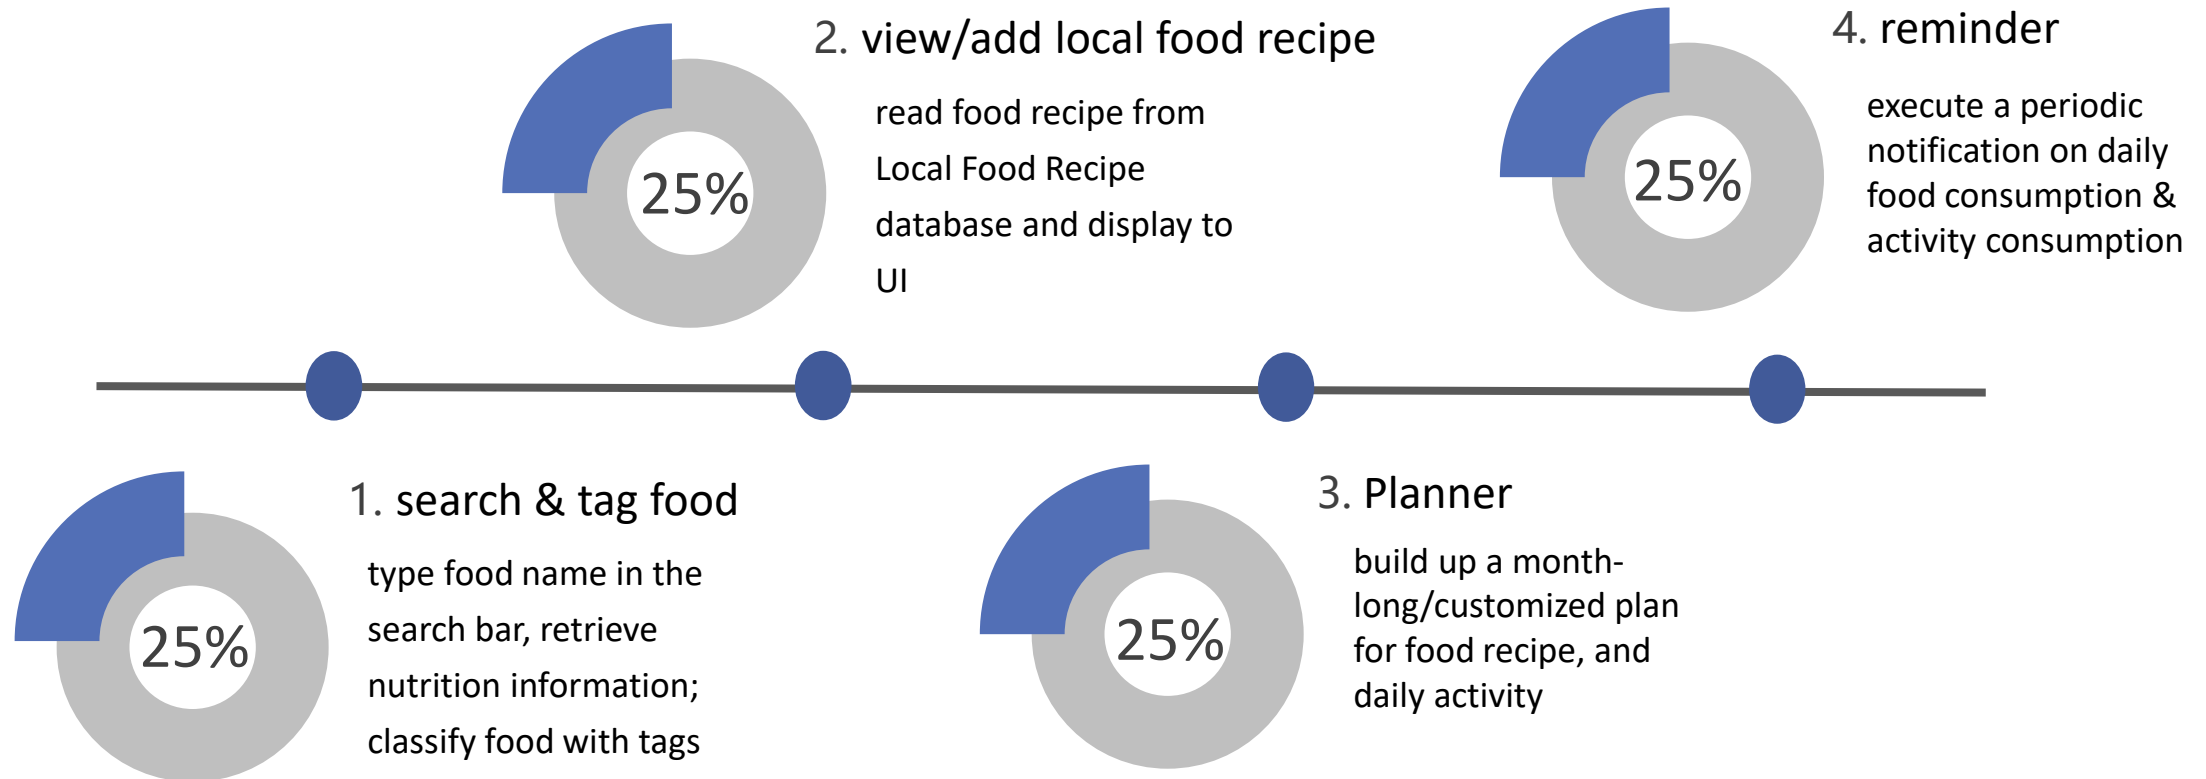 2. view/add local food recipe
read food recipe from
Local Food Recipe
database and display to
UI
25%
4. reminder
execute a periodic
notification on daily
food consumption &
activity consumption
25%
1. search & tag food
type food name in the
search bar, retrieve
nutrition information;
classify food with tags
25%
3. Planner
build up a month-
long/customized plan
for food recipe, and
daily activity
25%